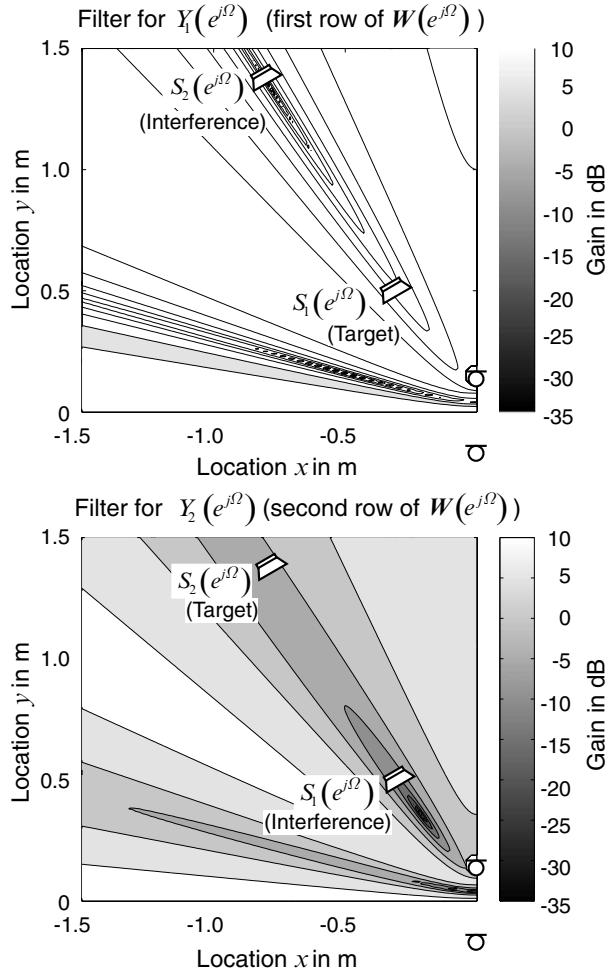 Filter for Y₁(e^{jΩ}) (first row of W(e^{jΩ}) )
1.5
1.0
0.5
0
Location y in m
S₂(e^{jΩ})
(Interference)
S₁(e^{jΩ})
(Target)
-1.5
-1.0
-0.5
Location x in m
10
5
0
-5
-10
-15
-20
-25
-30
-35
Gain in dB
Filter for Y₂(e^{jΩ}) (second row of W(e^{jΩ}) )
1.5
1.0
0.5
0
Location y in m
S₂(e^{jΩ})
(Target)
S₁(e^{jΩ})
(Interference)
-1.5
-1.0
-0.5
Location x in m
10
5
0
-5
-10
-15
-20
-25
-30
-35
Gain in dB